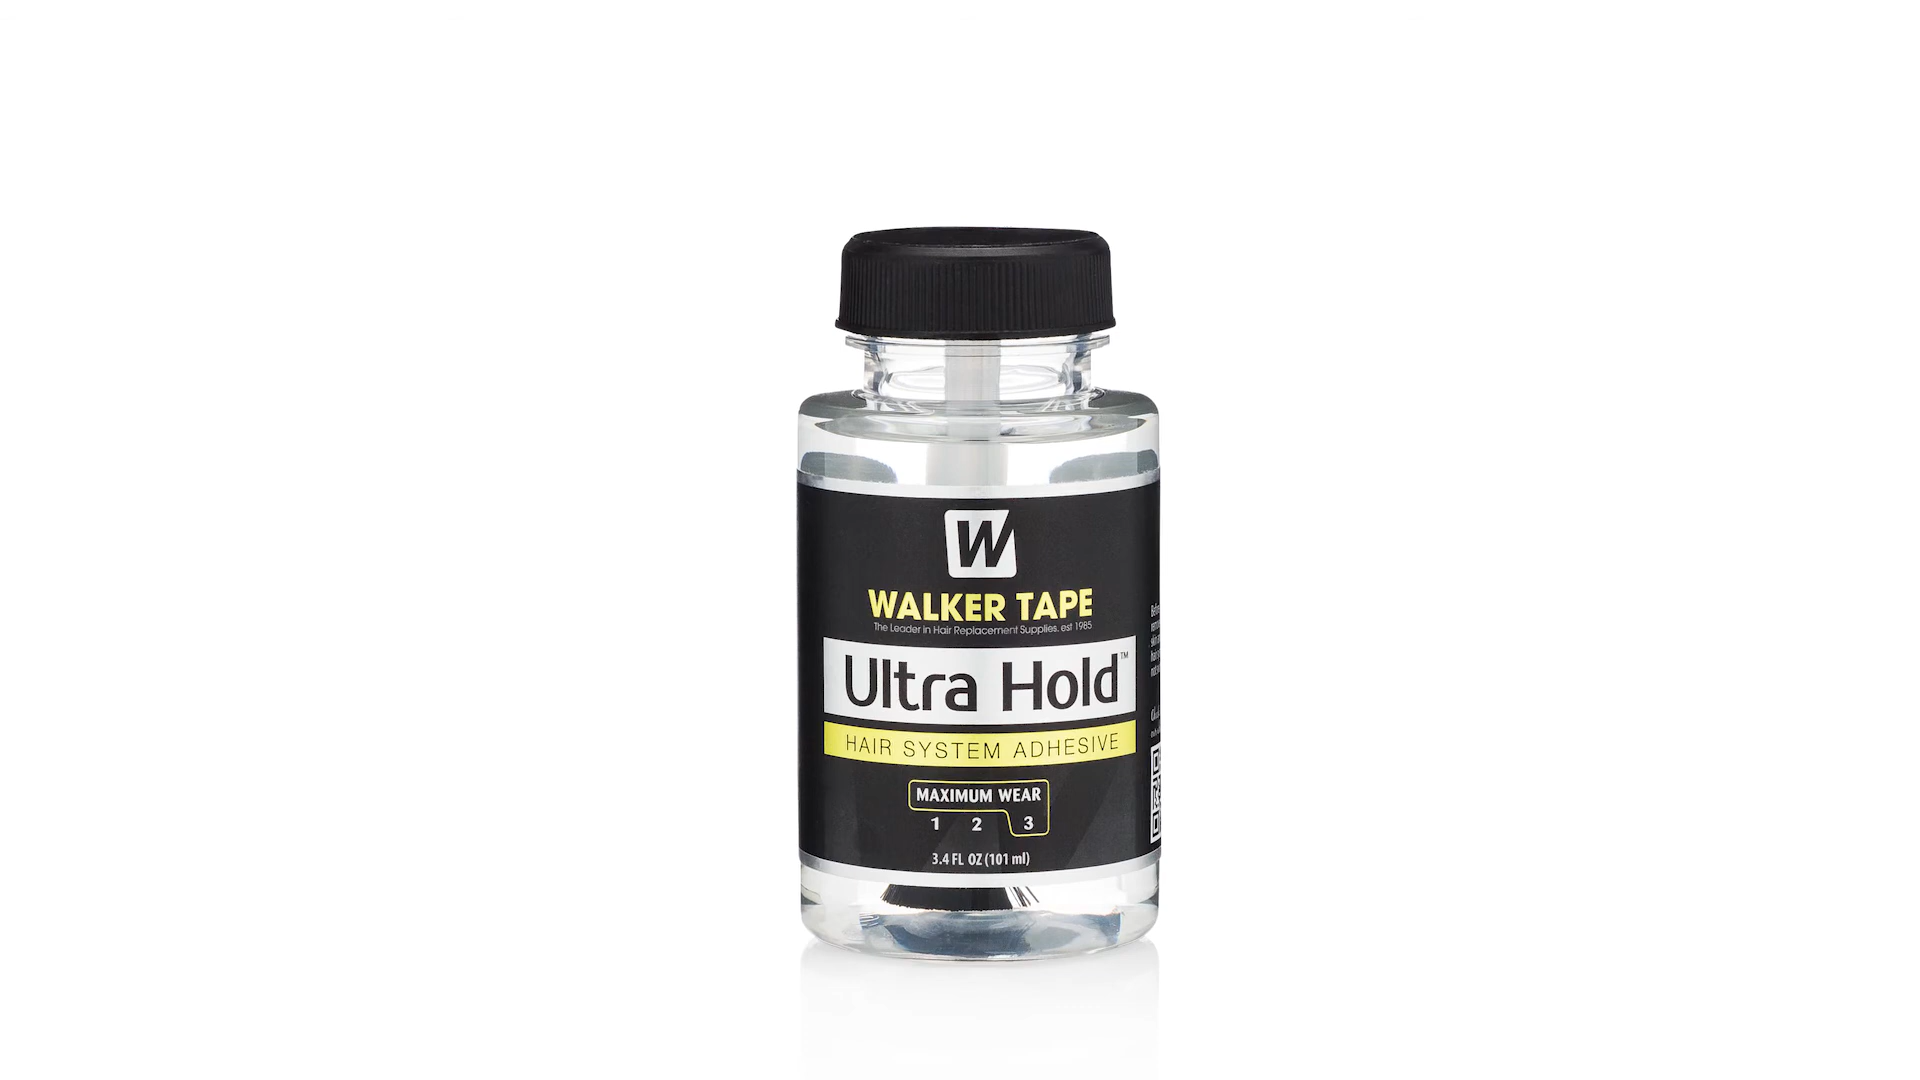 W
WALKER TAPE
The Leader in Hair Replacement Supplies, est 1985
Ultra Hold™
HAIR SYSTEM ADHESIVE
MAXIMUM WEAR
1 2 3
3.4 FL OZ (101 ml)